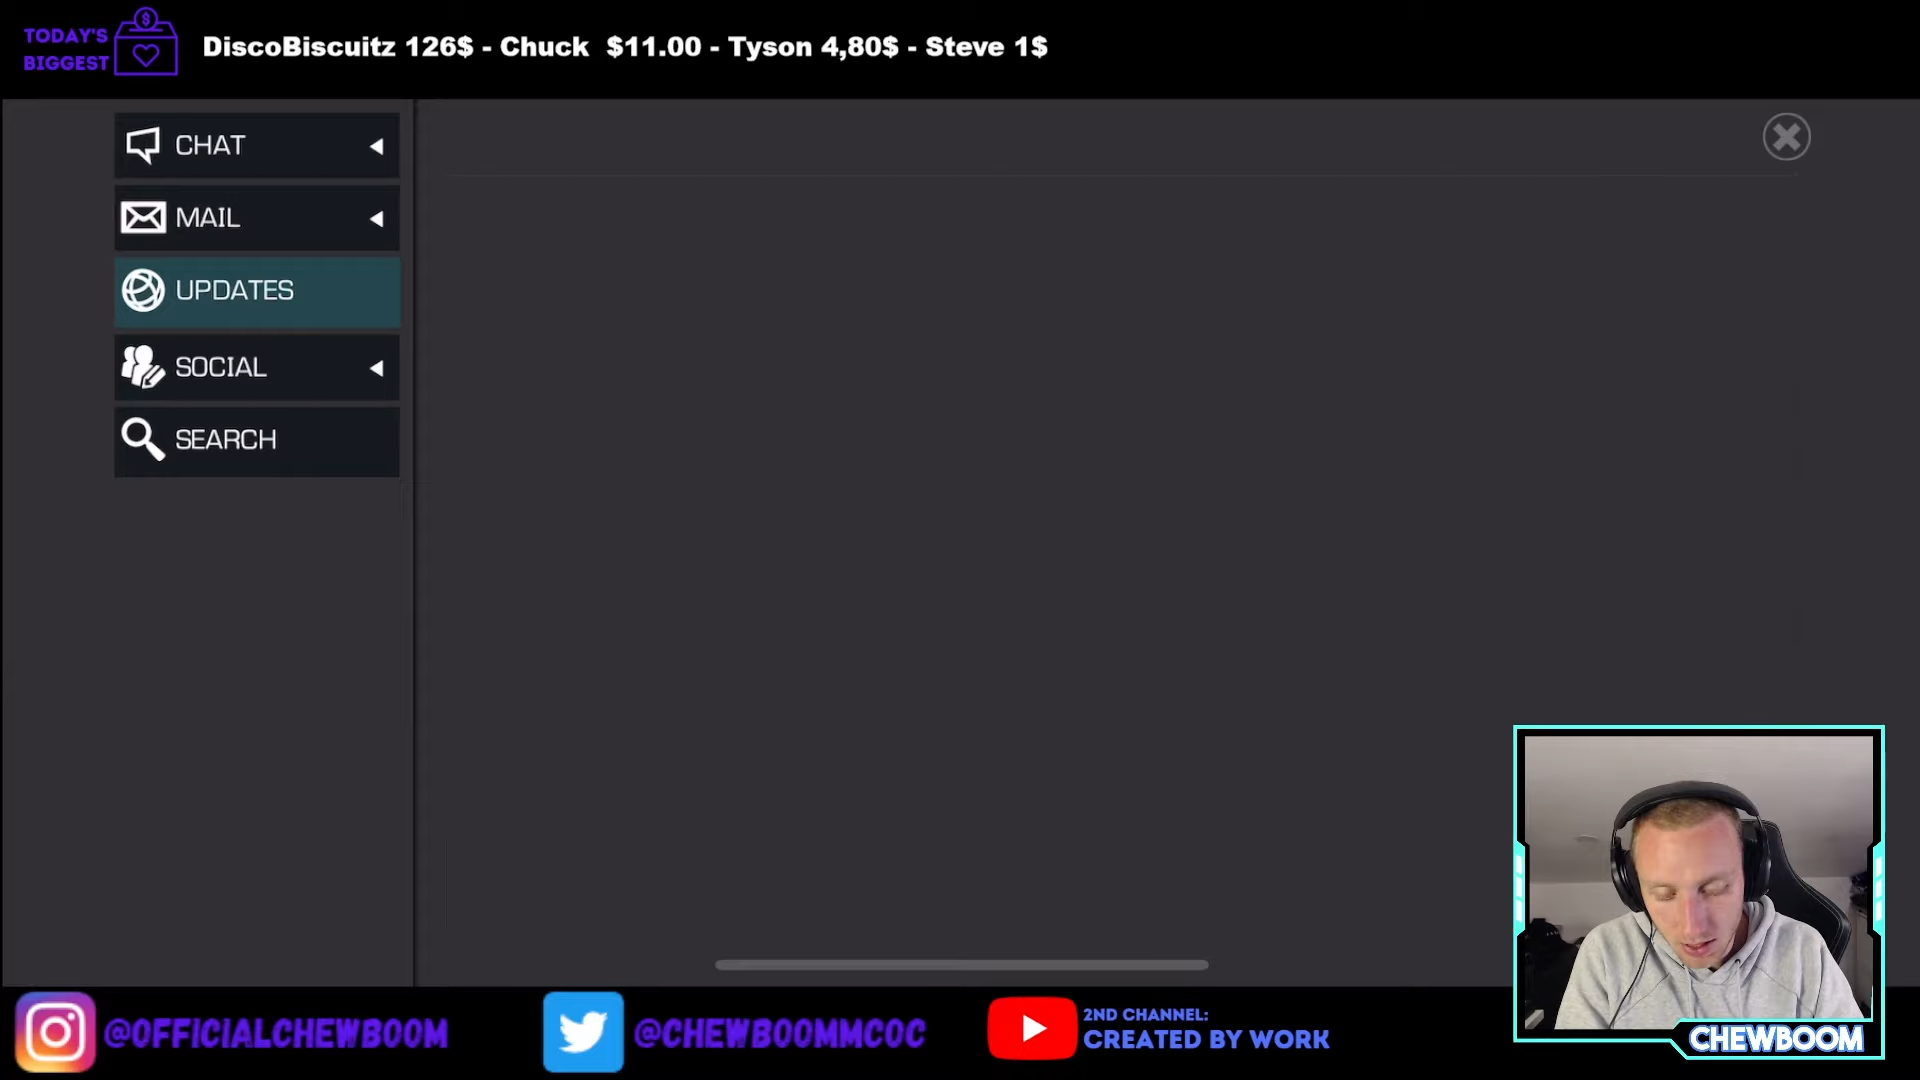 TODAY'S
BIGGEST
DiscoBiscuitz 126$ - Chuck $11.00 - Tyson 4,80$ - Steve 1$
CHAT
MAIL
UPDATES
SOCIAL
SEARCH
@OFFICIALCHEWBOOM
@CHEWBOOMMCOC
2ND CHANNEL:
CREATED BY WORK
CHEWBOOM